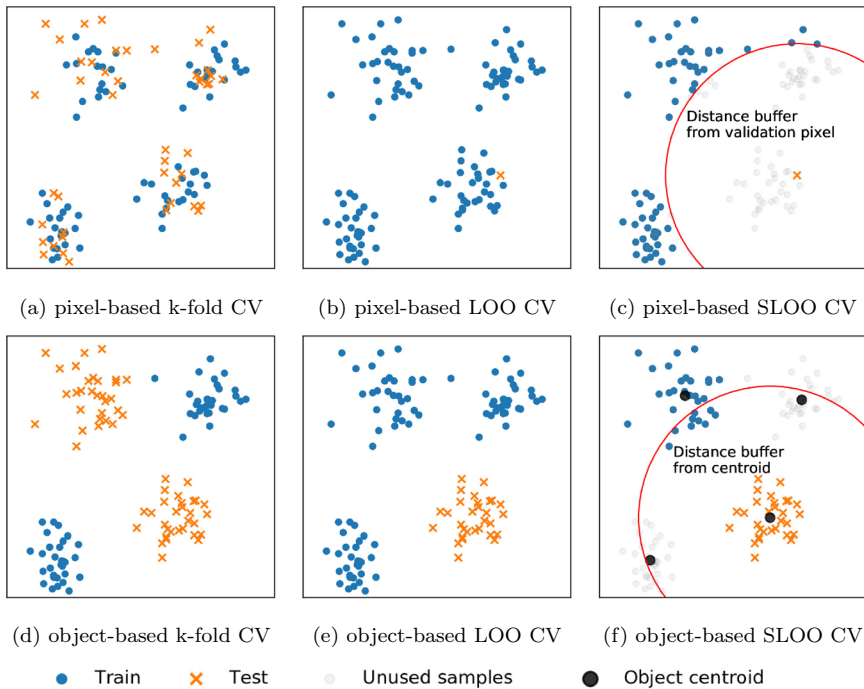 Distance buffer
from validation pixel
(a) pixel-based k-fold CV
(b) pixel-based LOO CV
(c) pixel-based SLOO CV
Distance buffer
from centroid
(d) object-based k-fold CV
(e) object-based LOO CV
(f) object-based SLOO CV
Train
Test
Unused samples
Object centroid